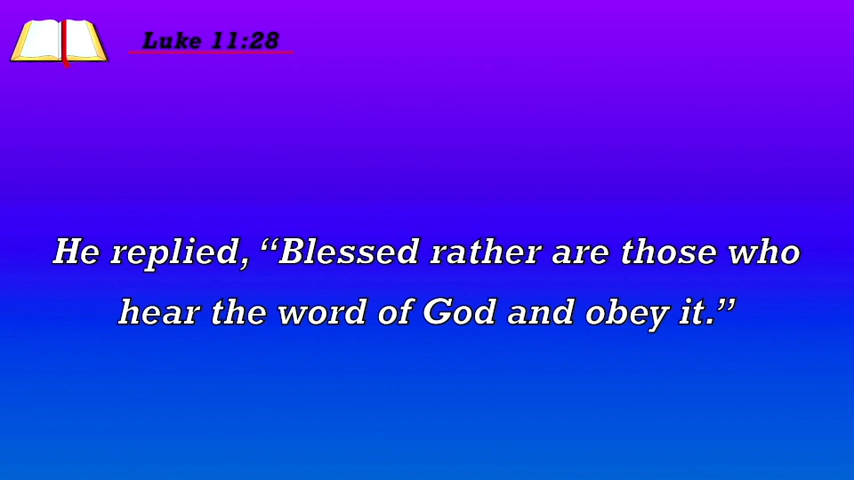 Luke 11:28
He replied, “Blessed rather are those who
hear the word of God and obey it.”